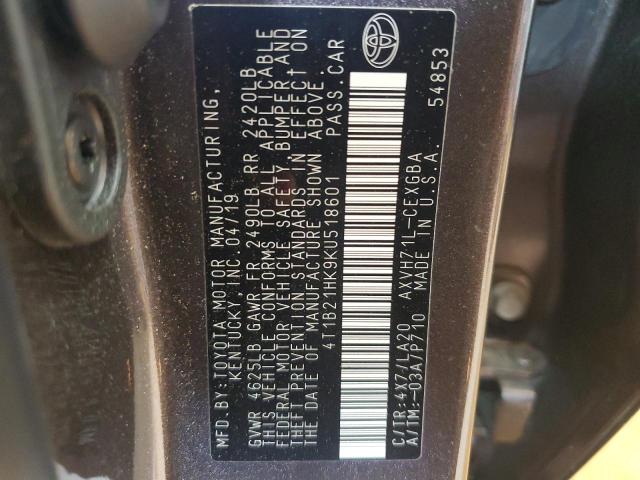 MFD. BY: TOYOTA MOTOR MANUFACTURING,
KENTUCKY, INC. 04/19
GVWR 4625LB GAWR FR 2490LB RR 2420LB
THIS VEHICLE CONFORMS TO ALL APPLICABLE
FEDERAL MOTOR VEHICLE SAFETY, BUMPER AND
THEFT PREVENTION STANDARDS IN EFFECT ON
THE DATE OF MANUFACTURE SHOWN ABOVE.
4T1B21HK9KU518601 PASS. CAR
C/TR:4X7/LA20 AXVH71L-CEXGBA
A/TM:-03A/P710 MADE IN U.S.A.
54853